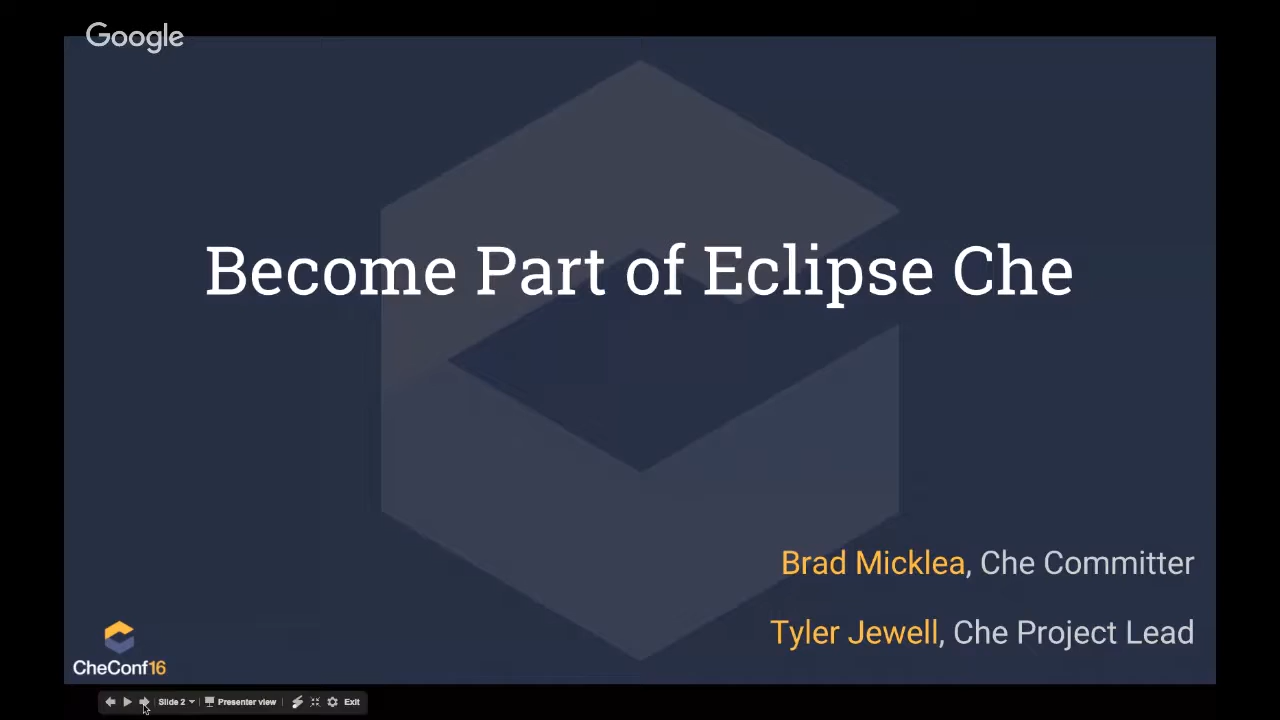 Google
Become Part of Eclipse Che
Brad Micklea, Che Committer
Tyler Jewell, Che Project Lead
CheConf16
Slide 2
Presenter view
Exit